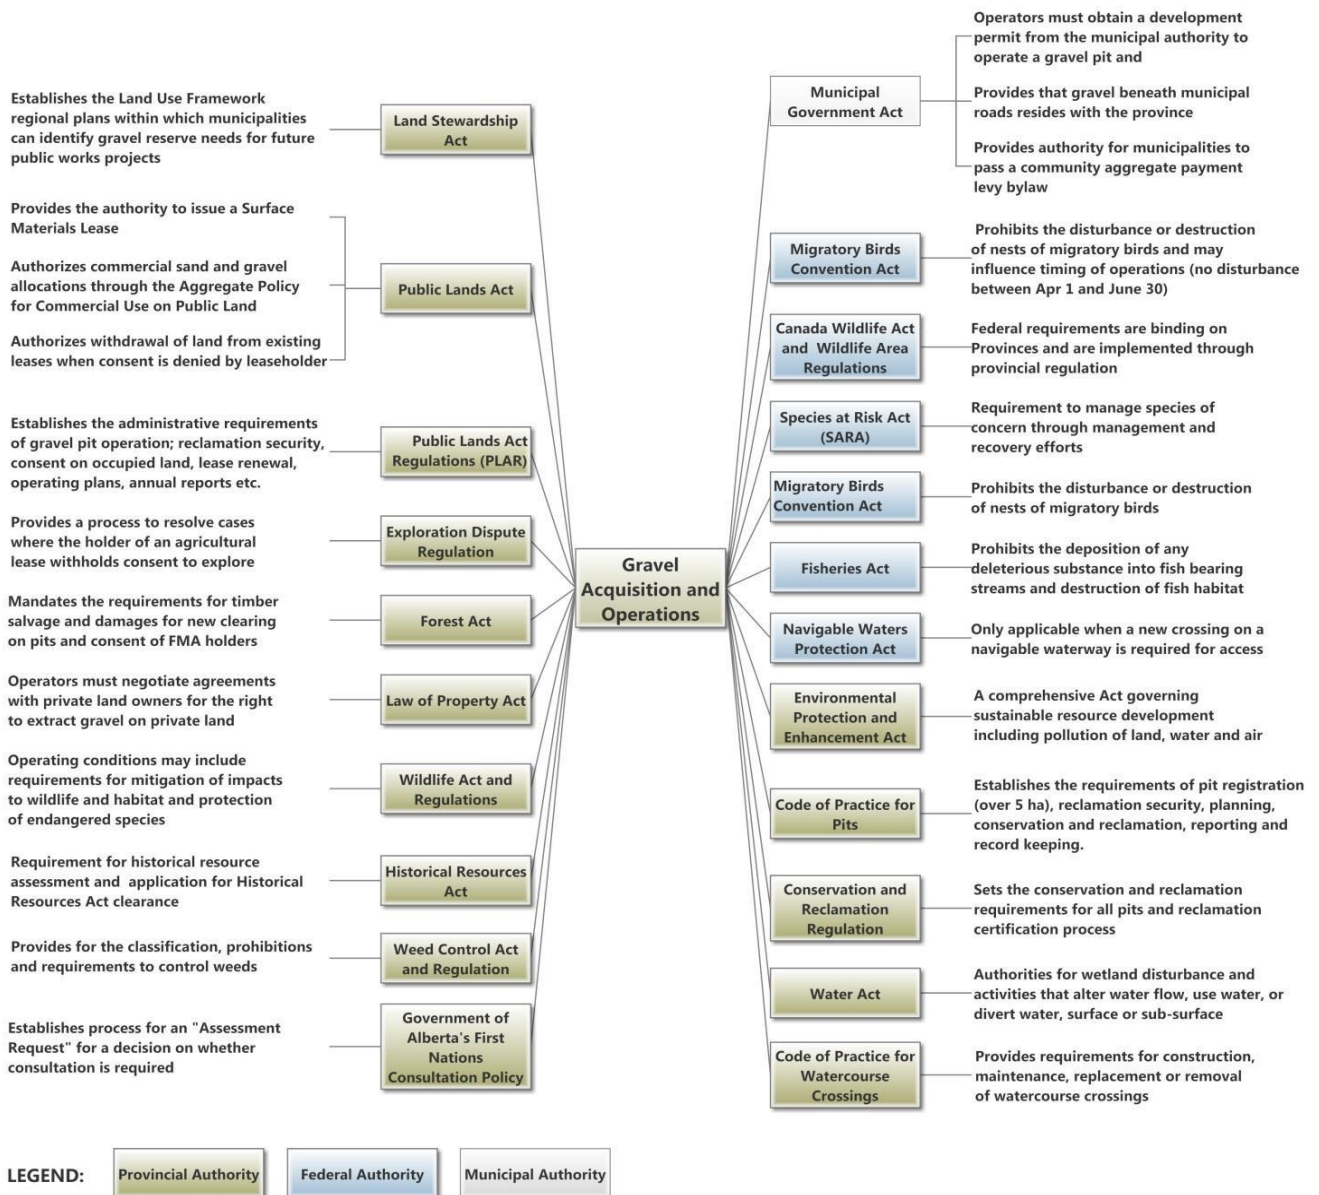 Establishes the Land Use Framework
regional plans within which municipalities
can identify gravel reserve needs for future
public works projects
Land Stewardship
Act
Provides the authority to issue a Surface
Materials Lease
Authorizes commercial sand and gravel
allocations through the Aggregate Policy
for Commercial Use on Public Land
Authorizes withdrawal of land from existing
leases when consent is denied by leaseholder
Public Lands Act
Establishes the administrative requirements
of gravel pit operation; reclamation security,
consent on occupied land, lease renewal,
operating plans, annual reports etc.
Public Lands Act
Regulations (PLAR)
Provides a process to resolve cases
where the holder of an agricultural
lease withholds consent to explore
Exploration Dispute
Regulation
Mandates the requirements for timber
salvage and damages for new clearing
on pits and consent of FMA holders
Forest Act
Operators must negotiate agreements
with private land owners for the right
to extract gravel on private land
Law of Property Act
Operating conditions may include
requirements for mitigation of impacts
to wildlife and habitat and protection
of endangered species
Wildlife Act and
Regulations
Requirement for historical resource
assessment and application for Historical
Resources Act clearance
Historical Resources
Act
Provides for the classification, prohibitions
and requirements to control weeds
Weed Control Act
and Regulation
Establishes process for an "Assessment
Request" for a decision on whether
consultation is required
Government of
Alberta's First
Nations
Consultation Policy
Gravel
Acquisition and
Operations
Municipal
Government Act
Operators must obtain a development
permit from the municipal authority to
operate a gravel pit and
Provides that gravel beneath municipal
roads resides with the province
Provides authority for municipalities to
pass a community aggregate payment
levy bylaw
Migratory Birds
Convention Act
Prohibits the disturbance or destruction
of nests of migratory birds and may
influence timing of operations (no disturbance
between Apr 1 and June 30)
Canada Wildlife Act
and Wildlife Area
Regulations
Federal requirements are binding on
Provinces and are implemented through
provincial regulation
Species at Risk Act
(SARA)
Requirement to manage species of
concern through management and
recovery efforts
Migratory Birds
Convention Act
Prohibits the disturbance or destruction
of nests of migratory birds
Fisheries Act
Prohibits the deposition of any
deleterious substance into fish bearing
streams and destruction of fish habitat
Navigable Waters
Protection Act
Only applicable when a new crossing on a
navigable waterway is required for access
Environmental
Protection and
Enhancement Act
A comprehensive Act governing
sustainable resource development
including pollution of land, water and air
Code of Practice for
Pits
Establishes the requirements of pit registration
(over 5 ha), reclamation security, planning,
conservation and reclamation, reporting and
record keeping.
Conservation and
Reclamation
Regulation
Sets the conservation and reclamation
requirements for all pits and reclamation
certification process
Water Act
Authorities for wetland disturbance and
activities that alter water flow, use water, or
divert water, surface or sub-surface
Code of Practice for
Watercourse
Crossings
Provides requirements for construction,
maintenance, replacement or removal
of watercourse crossings
LEGEND:
Provincial Authority
Federal Authority
Municipal Authority